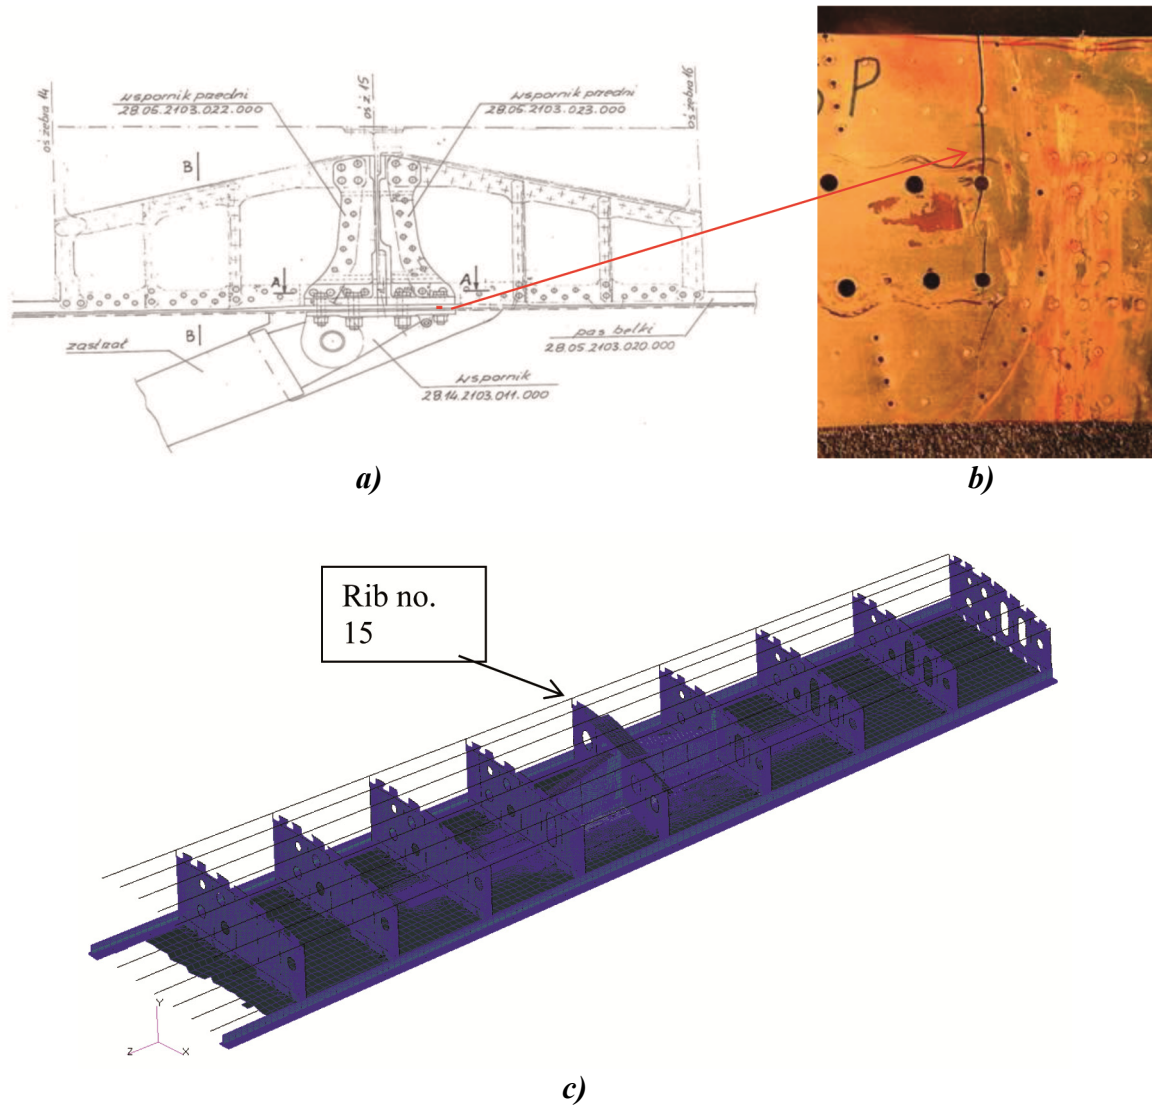 oś żebra 14
wspornik przedni
28.05.2103.022.000
oś ż. 15
wspornik przedni
28.05.2103.023.000
oś żebra 16
B
A
A
B
zastrzał
wspornik
28.14.2103.011.000
pas belki
28.05.2103.020.000
P
a)
b)
Rib no.
15
Y
Z
X
c)